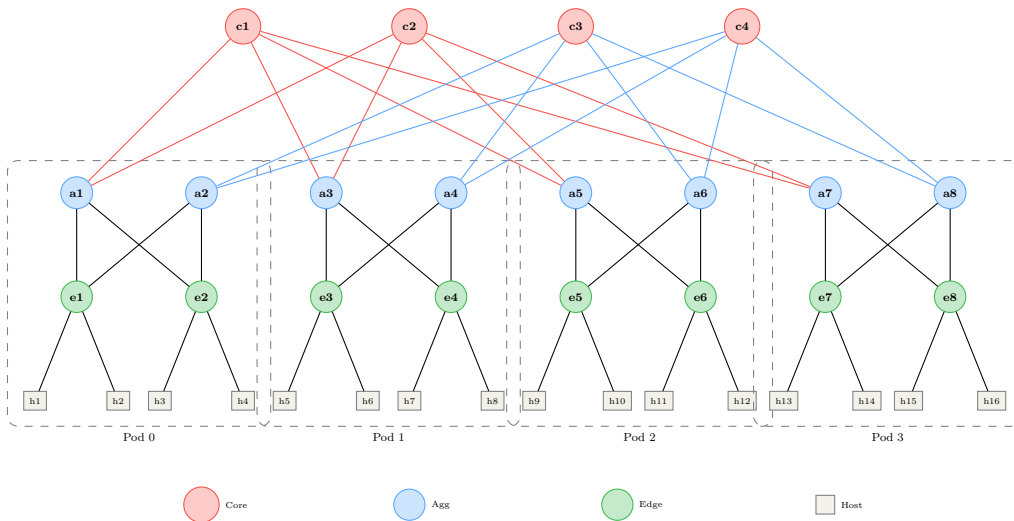 c1 c2 c3 c4
a1 a2 a3 a4 a5 a6 a7 a8
e1 e2 e3 e4 e5 e6 e7 e8
h1 h2 h3 h4 h5 h6 h7 h8 h9 h10 h11 h12 h13 h14 h15 h16
Pod 0 Pod 1 Pod 2 Pod 3
Core Agg Edge Host